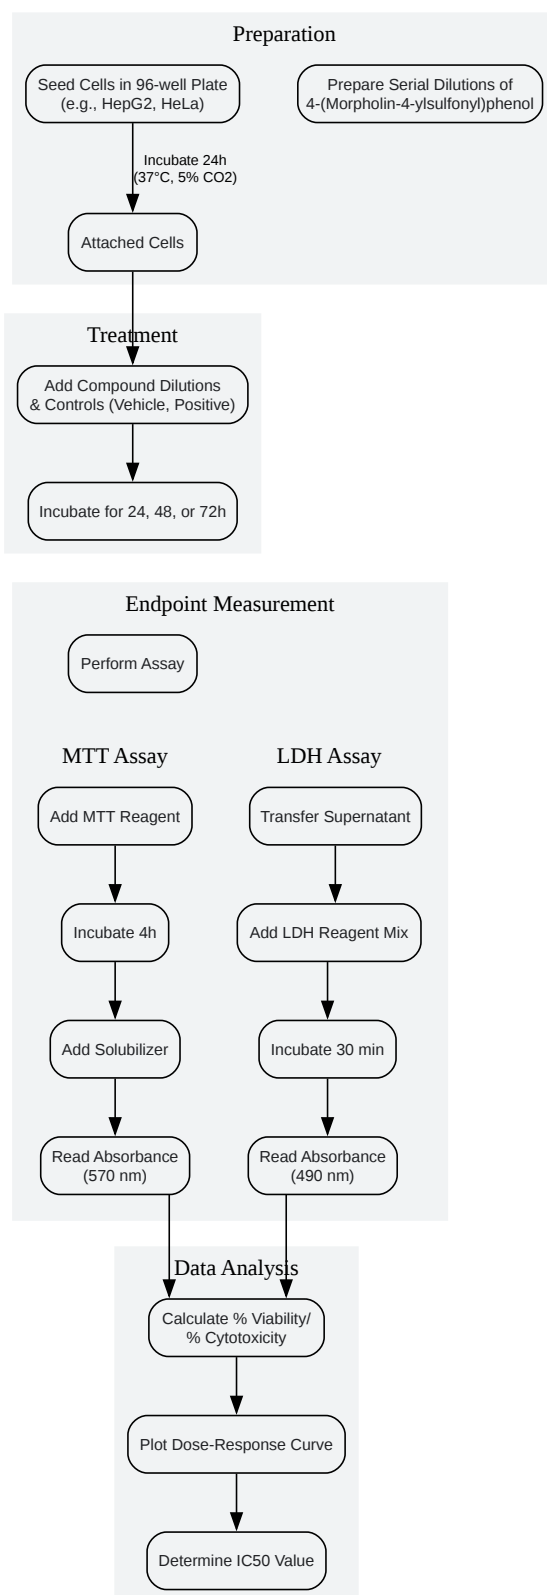 Preparation
Seed Cells in 96-well Plate
(e.g., HepG2, HeLa)
Prepare Serial Dilutions of
4-(Morpholin-4-ylsulfonyl)phenol
Incubate 24h
(37°C, 5% CO2)
Attached Cells
Treatment
Add Compound Dilutions
& Controls (Vehicle, Positive)
Incubate for 24, 48, or 72h
Endpoint Measurement
Perform Assay
MTT Assay
Add MTT Reagent
Incubate 4h
Add Solubilizer
Read Absorbance
(570 nm)
LDH Assay
Transfer Supernatant
Add LDH Reagent Mix
Incubate 30 min
Read Absorbance
(490 nm)
Data Analysis
Calculate % Viability/
% Cytotoxicity
Plot Dose-Response Curve
Determine IC50 Value